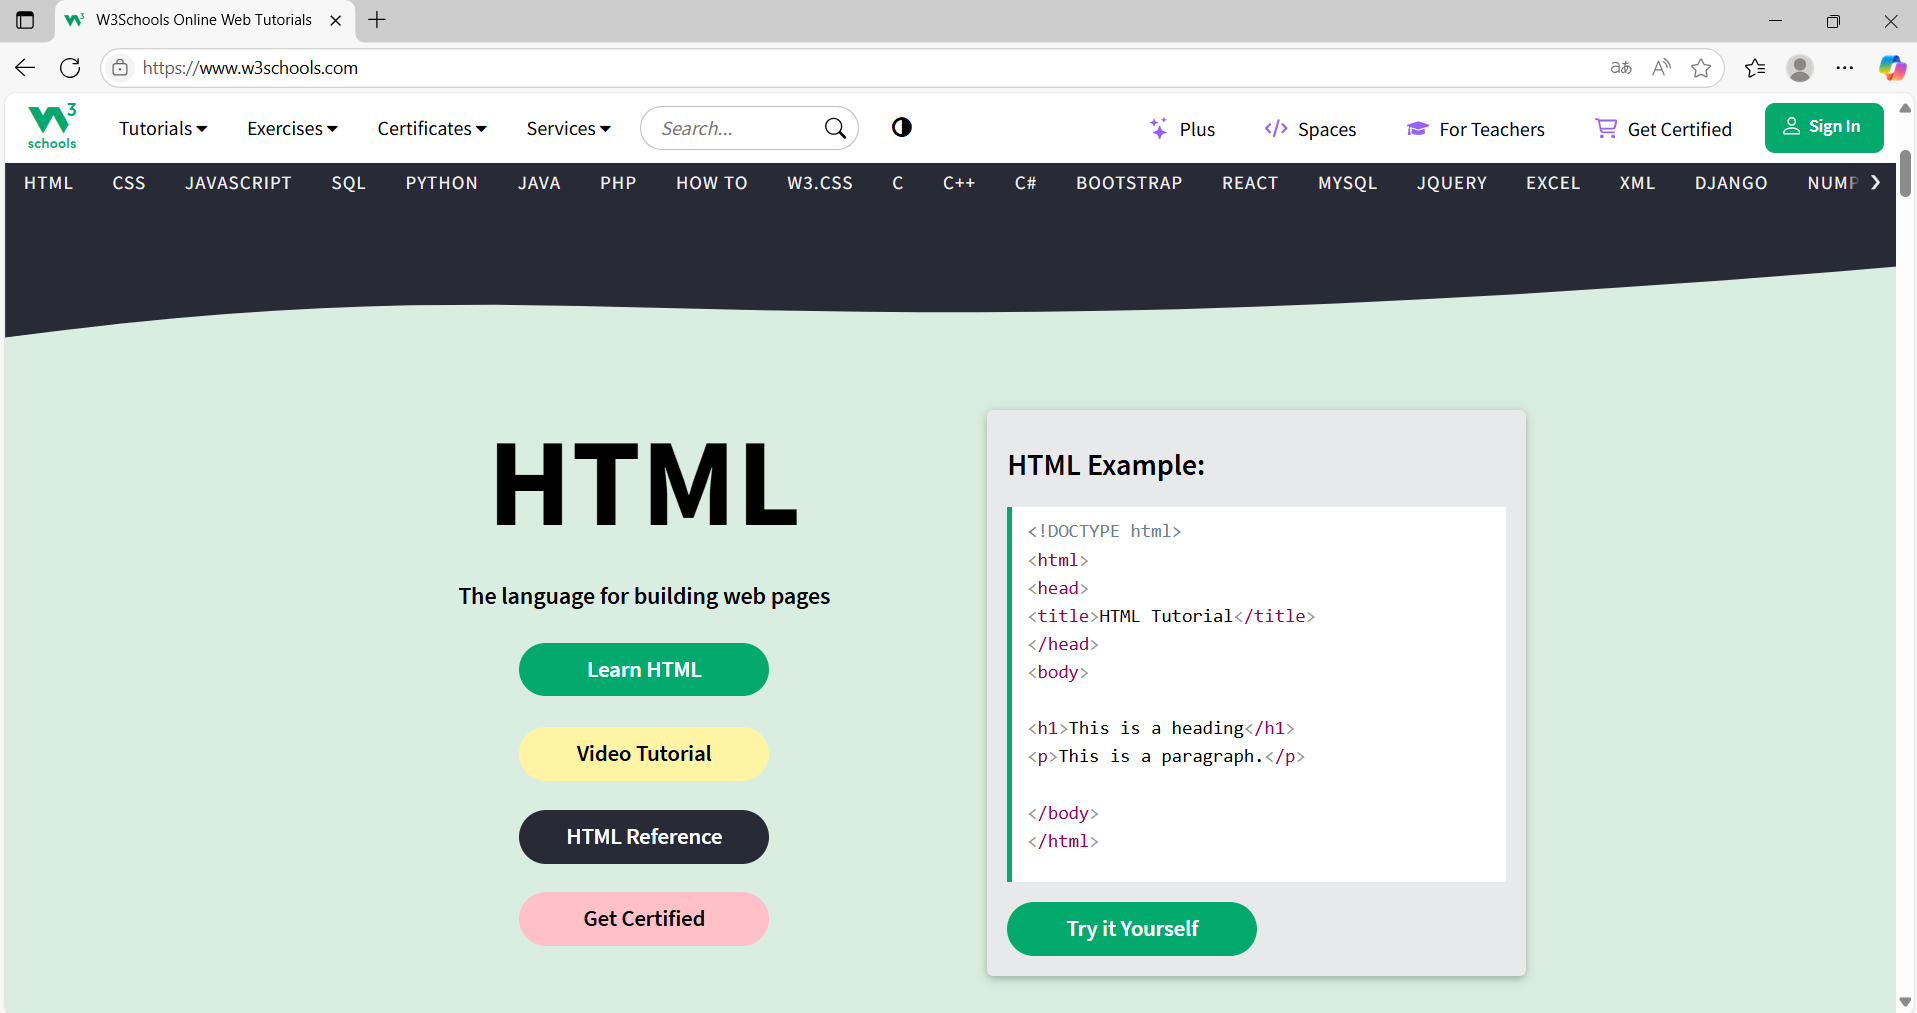 W3Schools Online Web Tutorials
https://www.w3schools.com
W3 schools Tutorials Exercises Certificates Services Search... Plus Spaces For Teachers Get Certified Sign In
HTML CSS JAVASCRIPT SQL PYTHON JAVA PHP HOW TO W3.CSS C C++ C# BOOTSTRAP REACT MYSQL JQUERY EXCEL XML DJANGO NUMP
HTML
The language for building web pages
Learn HTML
Video Tutorial
HTML Reference
Get Certified
HTML Example:
<!DOCTYPE html>
<html>
<head>
<title>HTML Tutorial</title>
</head>
<body>
<h1>This is a heading</h1>
<p>This is a paragraph.</p>
</body>
</html>
Try it Yourself